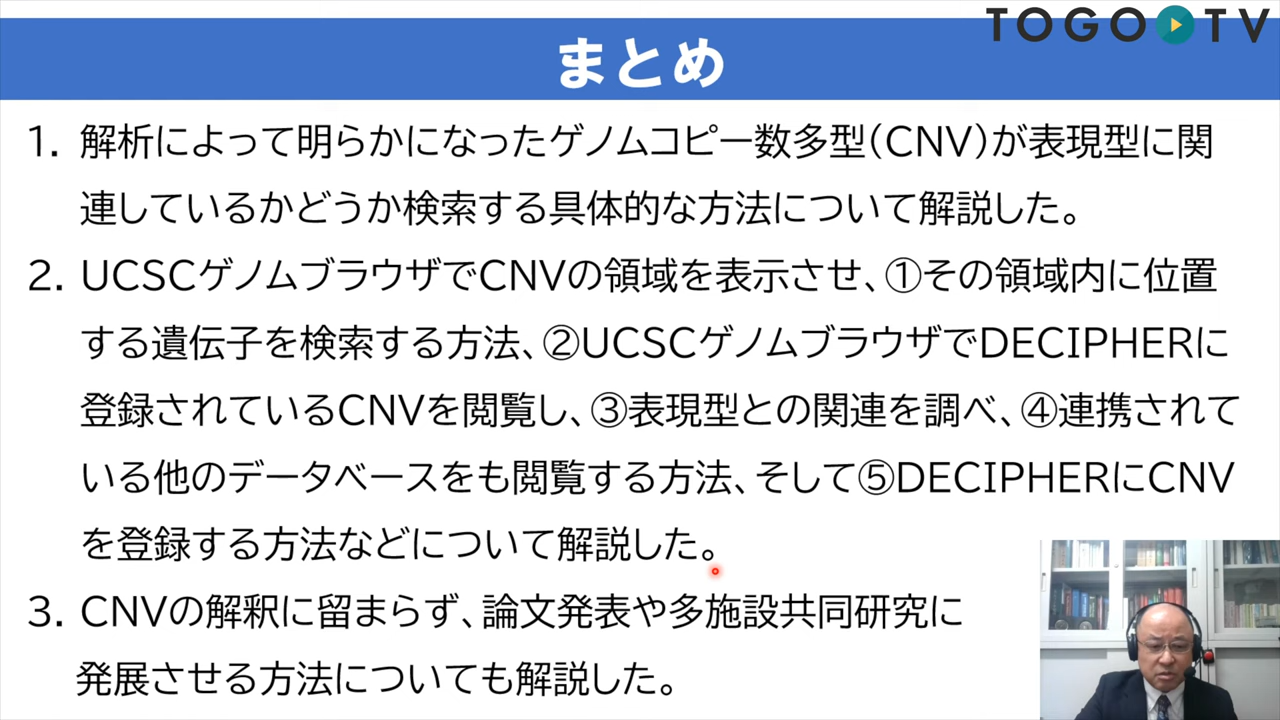 TOGO TV
まとめ
1. 解析によって明らかになったゲノムコピー数多型(CNV)が表現型に関
連しているかどうか検索する具体的な方法について解説した。
2. UCSCゲノムブラウザでCNVの領域を表示させ、①その領域内に位置
する遺伝子を検索する方法、②UCSCゲノムブラウザでDECIPHERに
登録されているCNVを閲覧し、③表現型との関連を調べ、④連携されて
いる他のデータベースをも閲覧する方法、そして⑤DECIPHERにCNV
を登録する方法などについて解説した。
3. CNVの解釈に留まらず、論文発表や多施設共同研究に
発展させる方法についても解説した。